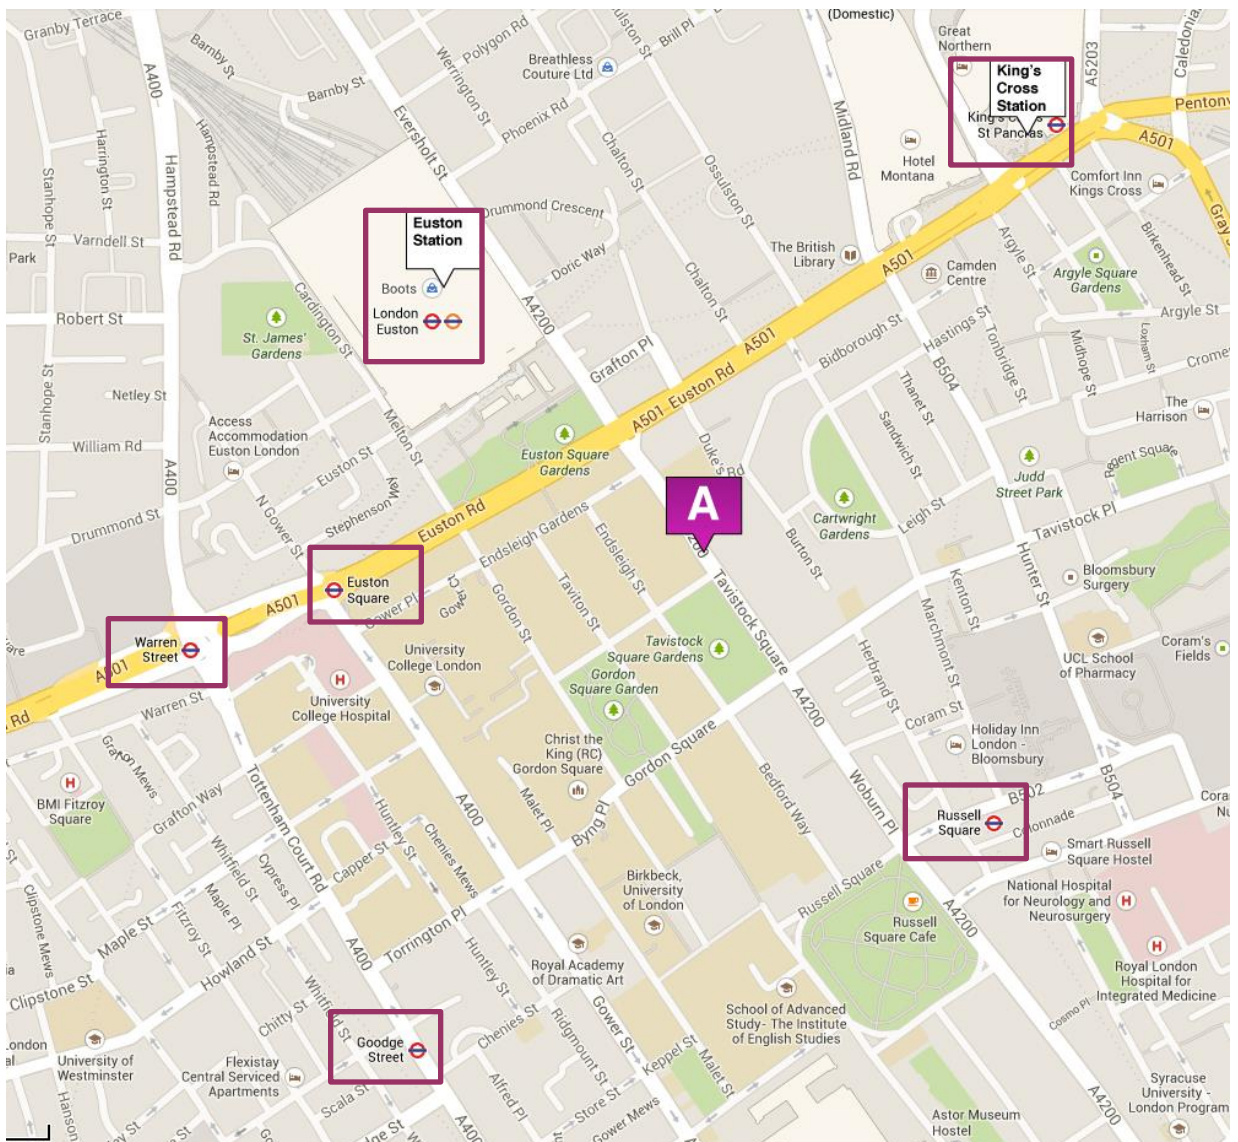 Granby Terrace
A400
Barnby St
Barnby St
Polygon Rd
Werrington St
Ossulston St
Brill Pl
(Domestic)
Great
Northern
A5203
Caledonia
Breathless
Couture Ltd
King's
Cross
Station
St Pancras
Pentonv
A501
Phoenix Rd
Chalton St
Midland Rd
Hotel
Montana
Comfort Inn
Kings Cross
Gray's
Eversholt St
Ossulston St
Stanhope St
Harrington St
Hampstead Rd
Hampstead Rd
Varndell St
Park
Drummond Crescent
Doric Way
Euston
Station
Boots
London
Euston
The British
Library
A501
Camden
Centre
Argyle St
Argyle Square
Gardens
Birkenhead St
Argyle St
Robert St
St. James'
Gardens
Cardington St
A4200
Chalton St
Grafton Pl
A501
Bidborough St
Hastings St
B504
Tonbridge St
Midhope St
Loxham St
Crome
Netley St
Stanhope St
William Rd
Access
Accommodation
Euston London
Melton St
A501
Euston Rd
Thanet St
Sandwich St
The
Harrison
A400
Euston St
Euston Square
Gardens
Duke's Rd
Judd
Street Park
Regent Square
A
Drummond St
N Gower St
Stephenson Way
Euston Rd
Endsleigh Gardens
Endsleigh St
Cartwright
Gardens
Leigh St
Tavistock Pl
Burton St
Hunter St
Bloomsbury
Surgery
Euston
Square
A501
Gower Pl
Gower Ct
Gordon St
Taviton St
Tavistock Square
Marchmont St
Kenton St
Warren
Street
A501
Rd
Warren St
University
College London
Tavistock
Square Gardens
Gordon
Square Garden
Herbrand St
UCL School
of Pharmacy
Coram's
Fields
University
College Hospital
A4200
Coram St
Holiday Inn
London -
Bloomsbury
Grafton Mews
BMI Fitzroy
Square
Grafton Way
Tottenham Court Rd
A400
Christ the
King (RC)
Gordon Square
Gordon Square
Malet Pl
Byng Pl
Bedford Way
Woburn Pl
B502
B504
Cora
Nu
Russell
Square
Colonnade
Smart Russell
Square Hostel
Whitfield St
Cypress Pl
Capper St
Huntley St
Chenies Mews
Birkbeck,
University
of London
Russell Square
National Hospital
for Neurology and
Neurosurgery
Clipstone Mews
Maple St
Maple Pl
Fitzroy St
Howland St
A400
Torrington Pl
Russell
Square Cafe
A4200
Clipstone St
Huntley St
Royal Academy
of Dramatic Art
Royal London
Hospital for
Integrated Medicine
Whitfield St
Chitty St
Goodge
Street
Chenies St
Ridgmount St
Gower St
School of Advanced
Study- The Institute
of English Studies
Cosmo Pl
London
University of
Westminster
Flexistay
Central Serviced
Apartments
Keppel St
Malet St
Scala St
Alfred Pl
Store St
Gower Mews
Hanson
A4200
Astor Museum
Hostel
Syracuse
University -
London Program